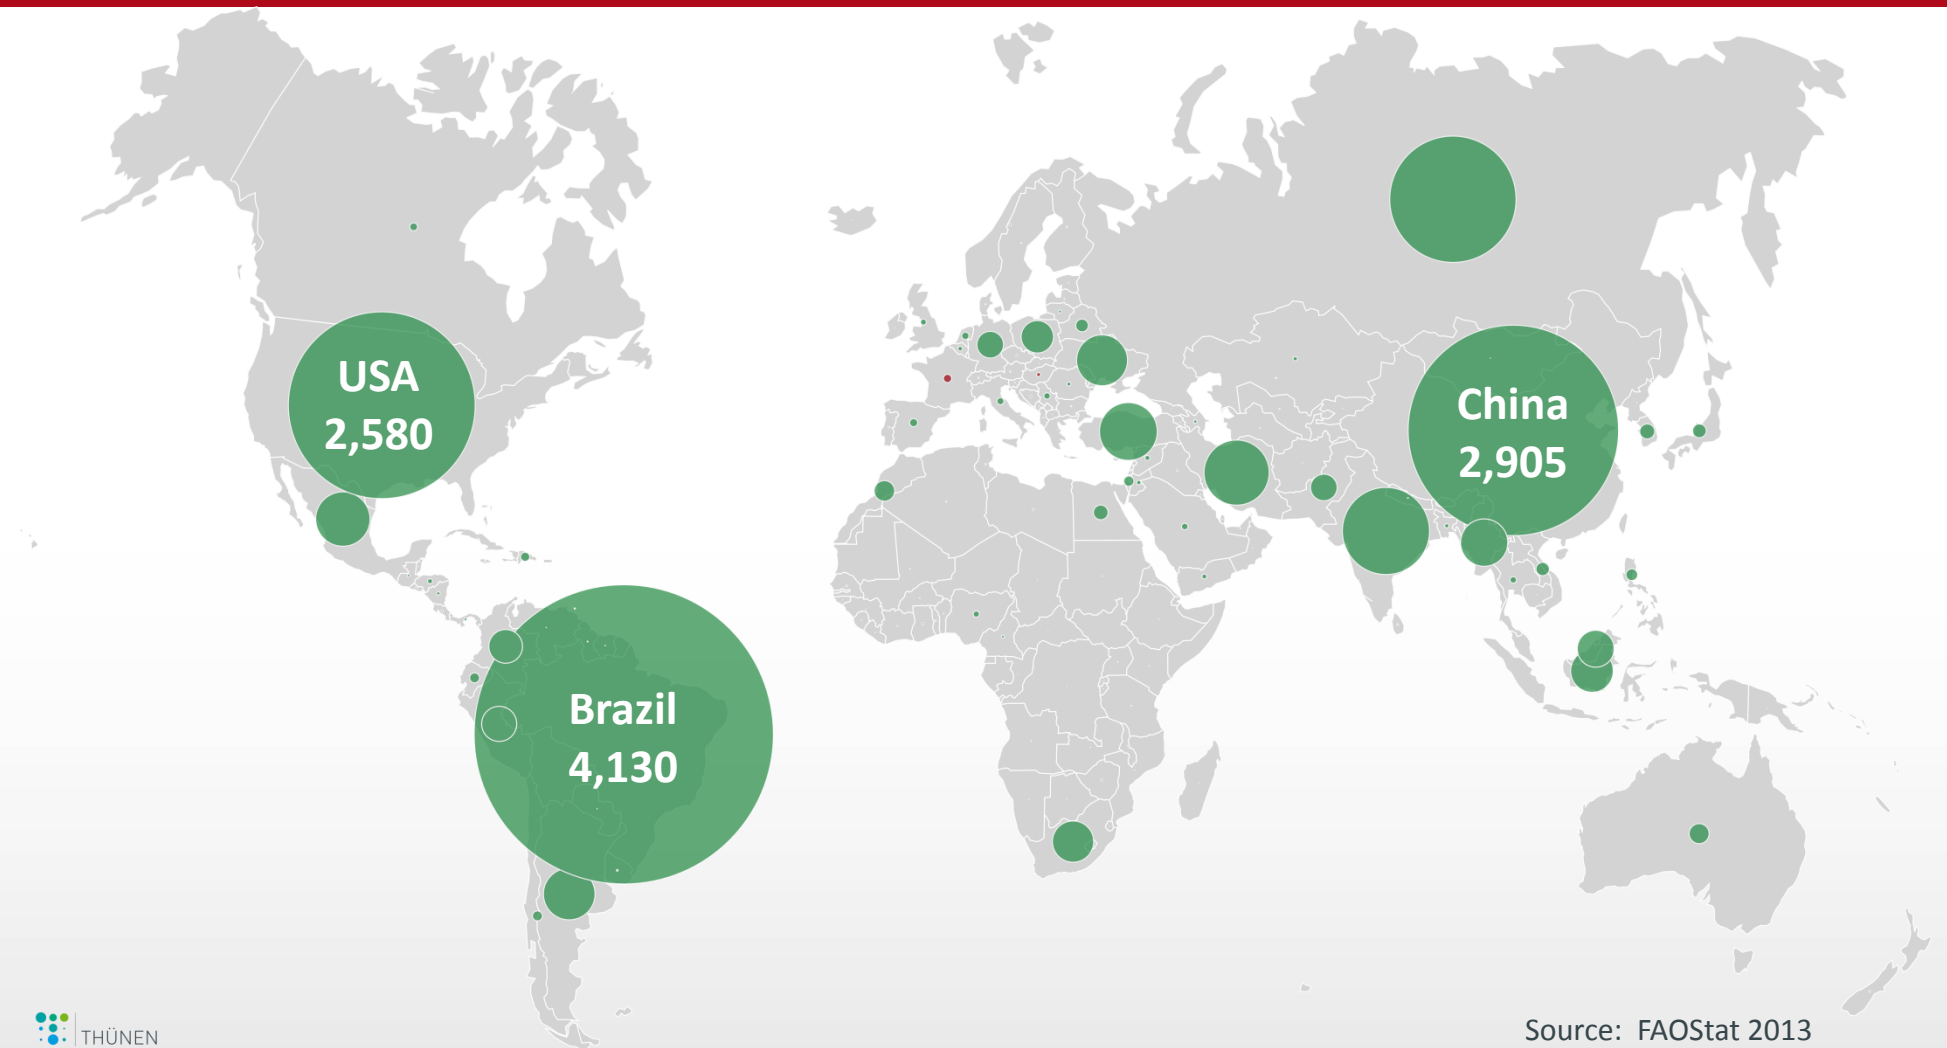 USA
2,580
China
2,905
Brazil
4,130
THÜNEN
Source: FAOStat 2013